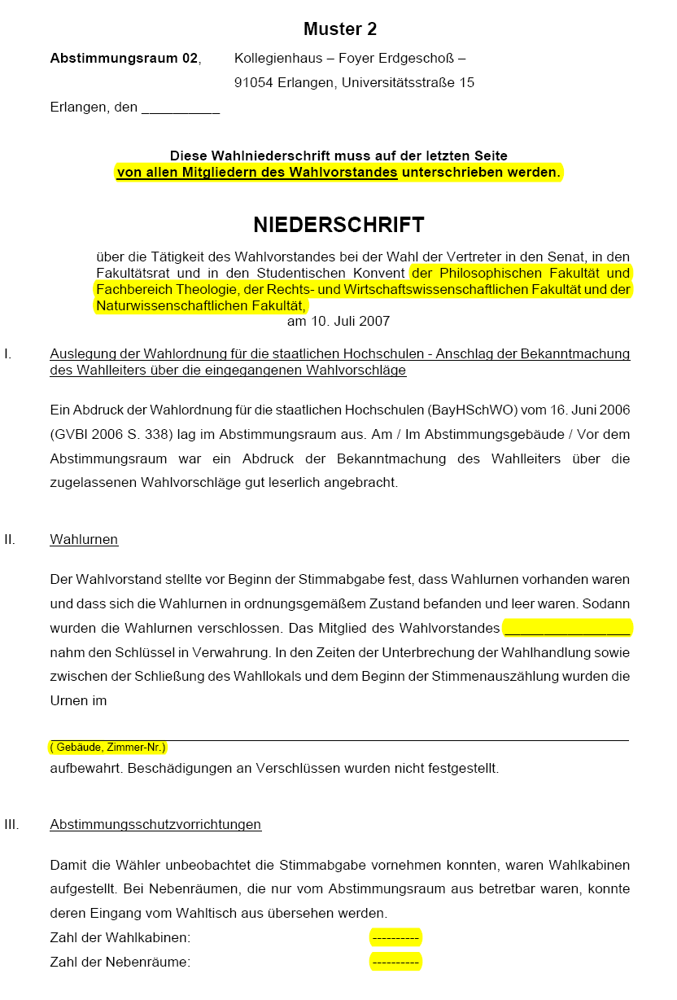 Muster 2
Abstimmungsraum 02, Kollegienhaus – Foyer Erdgeschoß –
91054 Erlangen, Universitätsstraße 15
Erlangen, den __________
Diese Wahlniederschrift muss auf der letzten Seite
von allen Mitgliedern des Wahlvorstandes unterschrieben werden.
NIEDERSCHRIFT
über die Tätigkeit des Wahlvorstandes bei der Wahl der Vertreter in den Senat, in den
Fakultätsrat und in den Studentischen Konvent der Philosophischen Fakultät und
Fachbereich Theologie, der Rechts- und Wirtschaftswissenschaftlichen Fakultät und der
Naturwissenschaftlichen Fakultät,
am 10. Juli 2007
I. Auslegung der Wahlordnung für die staatlichen Hochschulen - Anschlag der Bekanntmachung
des Wahlleiters über die eingegangenen Wahlvorschläge
Ein Abdruck der Wahlordnung für die staatlichen Hochschulen (BayHSchWO) vom 16. Juni 2006
(GVBl 2006 S. 338) lag im Abstimmungsraum aus. Am / Im Abstimmungsgebäude / Vor dem
Abstimmungsraum war ein Abdruck der Bekanntmachung des Wahlleiters über die
zugelassenen Wahlvorschläge gut leserlich angebracht.
II. Wahlurnen
Der Wahlvorstand stellte vor Beginn der Stimmabgabe fest, dass Wahlurnen vorhanden waren
und dass sich die Wahlurnen in ordnungsgemäßem Zustand befanden und leer waren. Sodann
wurden die Wahlurnen verschlossen. Das Mitglied des Wahlvorstandes ________________
nahm den Schlüssel in Verwahrung. In den Zeiten der Unterbrechung der Wahlhandlung sowie
zwischen der Schließung des Wahllokals und dem Beginn der Stimmenauszählung wurden die
Urnen im
( Gebäude, Zimmer-Nr.)
aufbewahrt. Beschädigungen an Verschlüssen wurden nicht festgestellt.
III. Abstimmungsschutzvorrichtungen
Damit die Wähler unbeobachtet die Stimmabgabe vornehmen konnten, waren Wahlkabinen
aufgestellt. Bei Nebenräumen, die nur vom Abstimmungsraum aus betretbar waren, konnte
deren Eingang vom Wahltisch aus übersehen werden.
Zahl der Wahlkabinen: ----------
Zahl der Nebenräume: ----------